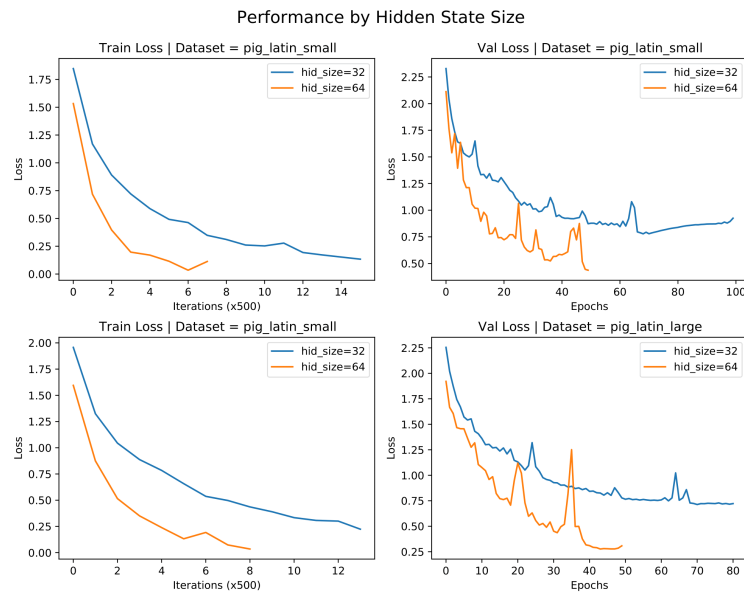 Performance by Hidden State Size
Train Loss | Dataset = pig_latin_small
Loss
1.75
1.50
1.25
1.00
0.75
0.50
0.25
0.00
hid_size=32
hid_size=64
0 2 4 6 8 10 12 14
Iterations (x500)
Val Loss | Dataset = pig_latin_small
Loss
2.25
2.00
1.75
1.50
1.25
1.00
0.75
0.50
hid_size=32
hid_size=64
0 20 40 60 80 100
Epochs
Train Loss | Dataset = pig_latin_small
Loss
2.00
1.75
1.50
1.25
1.00
0.75
0.50
0.25
0.00
hid_size=32
hid_size=64
0 2 4 6 8 10 12
Iterations (x500)
Val Loss | Dataset = pig_latin_large
Loss
2.25
2.00
1.75
1.50
1.25
1.00
0.75
0.50
0.25
hid_size=32
hid_size=64
0 10 20 30 40 50 60 70 80
Epochs